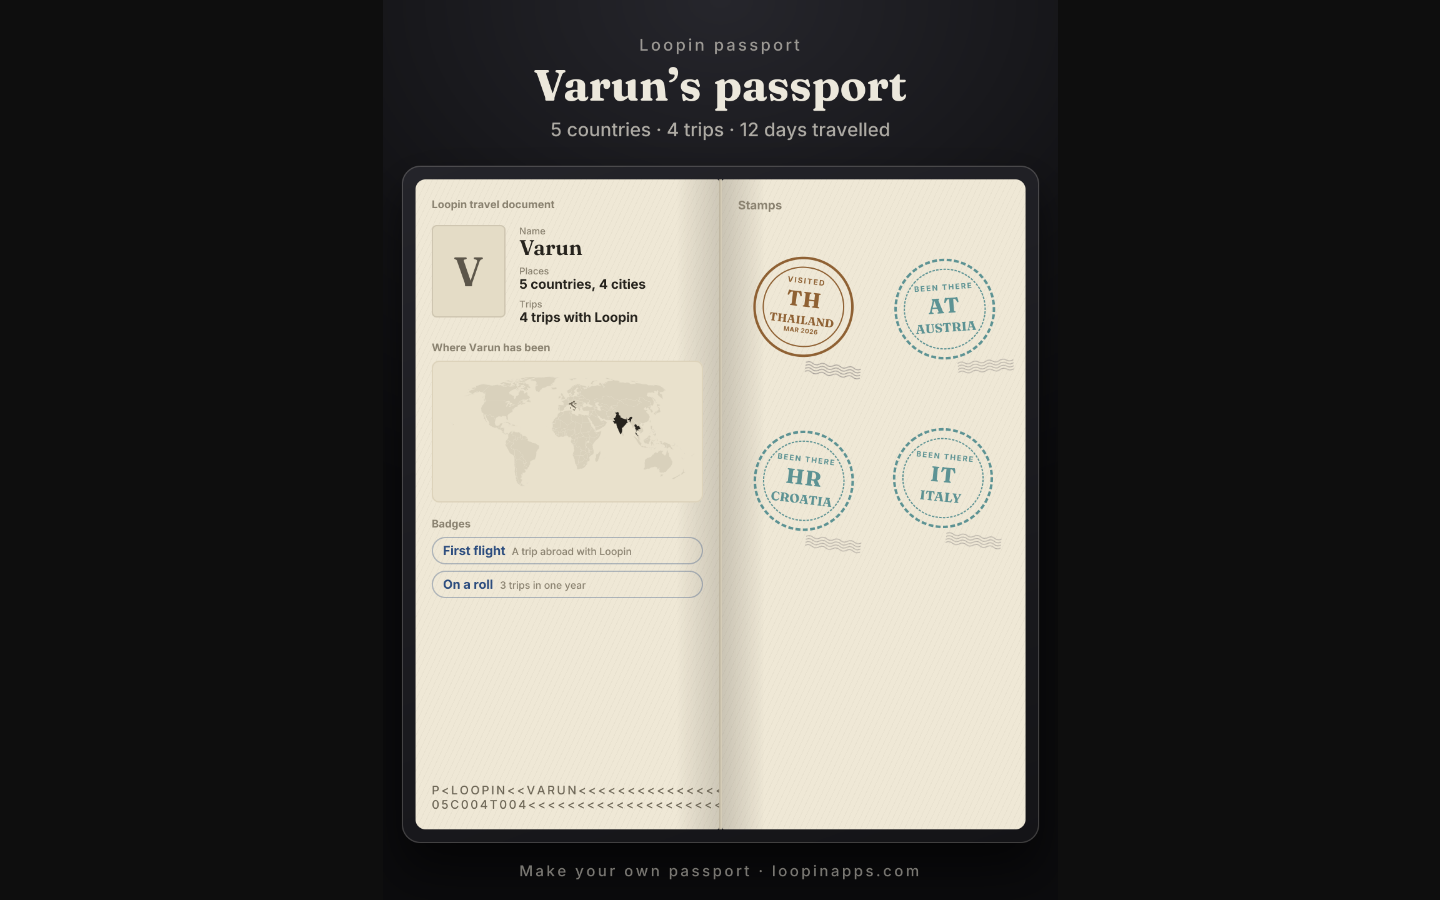 Loopin passport
Varun's passport
5 countries · 4 trips · 12 days travelled
Loopin travel document
V
Name
Varun
Places
5 countries, 4 cities
Trips
4 trips with Loopin
Where Varun has been
Badges
First flight A trip abroad with Loopin
On a roll 3 trips in one year
P<LOOPIN<<VARUN<<<<<<<<<<<<<<<
05C004T004<<<<<<<<<<<<<<<<<<<<
Stamps
VISITED
TH
THAILAND
MAR 2026
BEEN THERE
AT
AUSTRIA
BEEN THERE
HR
CROATIA
BEEN THERE
IT
ITALY
Make your own passport · loopinapps.com